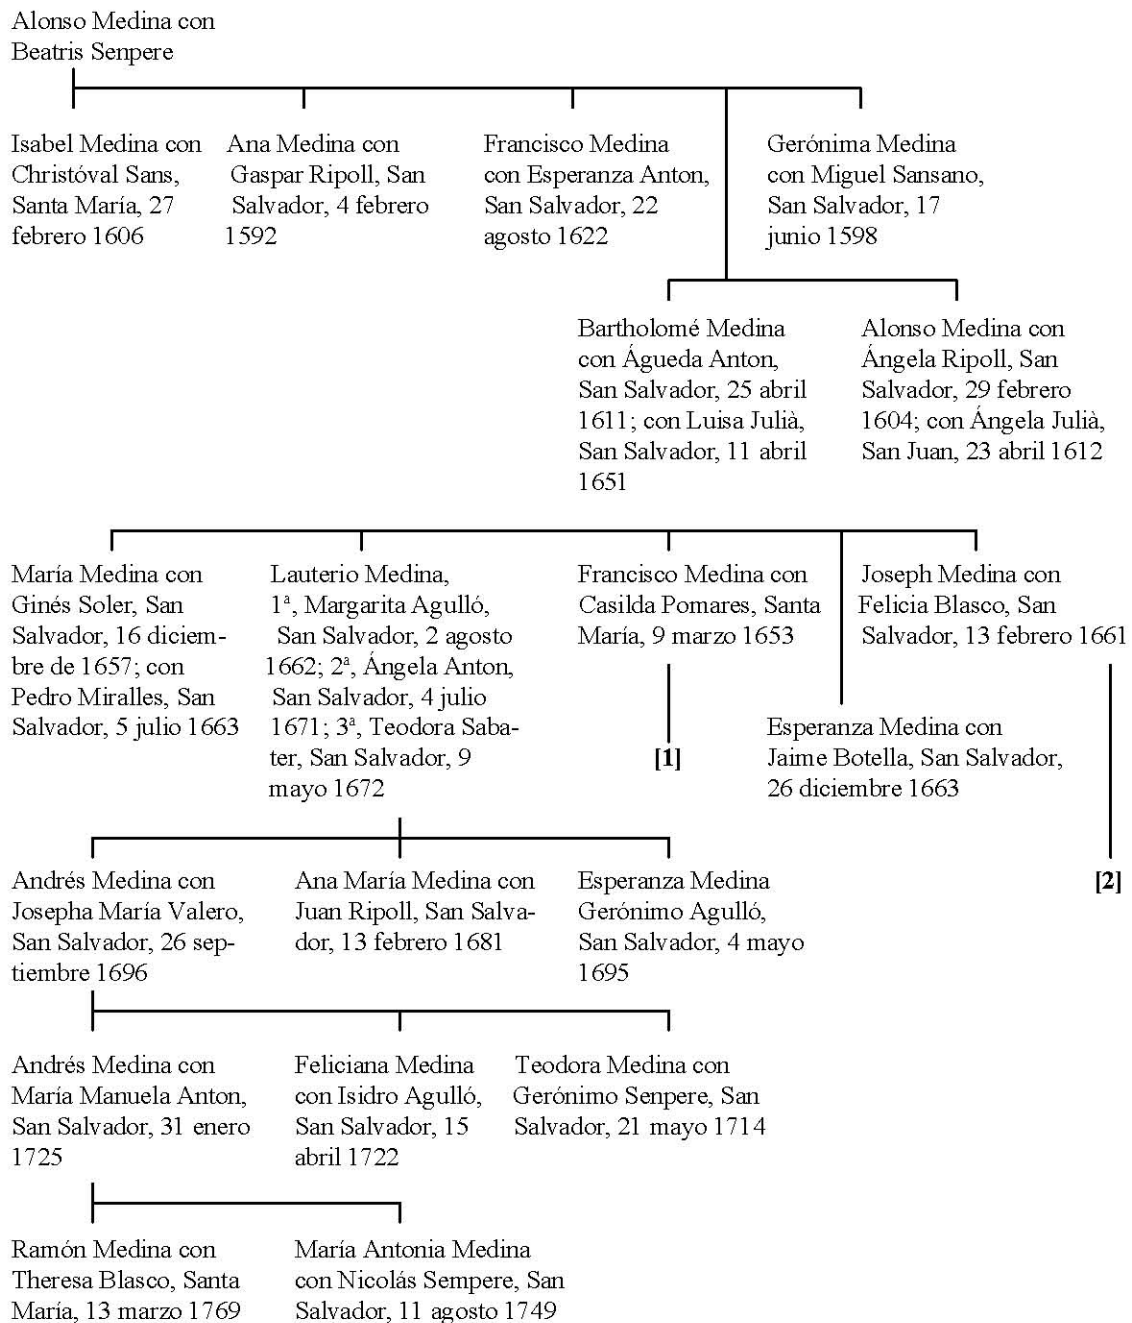 Alonso Medina con
Beatris Senpere
Isabel Medina con
Christóval Sans,
Santa María, 27
febrero 1606
Ana Medina con
Gaspar Ripoll, San
Salvador, 4 febrero
1592
Francisco Medina
con Esperanza Anton,
San Salvador, 22
agosto 1622
Gerónima Medina
con Miguel Sansano,
San Salvador, 17
junio 1598
Bartholomé Medina
con Águeda Anton,
San Salvador, 25 abril
1611; con Luisa Julià,
San Salvador, 11 abril
1651
Alonso Medina con
Ángela Ripoll, San
Salvador, 29 febrero
1604; con Ángela Julià,
San Juan, 23 abril 1612
María Medina con
Ginés Soler, San
Salvador, 16 diciem-
bre de 1657; con
Pedro Miralles, San
Salvador, 5 julio 1663
Lauterio Medina,
1ª, Margarita Agulló,
San Salvador, 2 agosto
1662; 2ª, Ángela Anton,
San Salvador, 4 julio
1671; 3ª, Teodora Saba-
ter, San Salvador, 9
mayo 1672
Francisco Medina con
Casilda Pomares, Santa
María, 9 marzo 1653
[1]
Joseph Medina con
Felicia Blasco, San
Salvador, 13 febrero 1661
Esperanza Medina con
Jaime Botella, San Salvador,
26 diciembre 1663
[2]
Andrés Medina con
Josepha María Valero,
San Salvador, 26 sep-
tiembre 1696
Ana María Medina con
Juan Ripoll, San Salva-
dor, 13 febrero 1681
Esperanza Medina
Gerónimo Agulló,
San Salvador, 4 mayo
1695
Andrés Medina con
María Manuela Anton,
San Salvador, 31 enero
1725
Feliciana Medina
con Isidro Agulló,
San Salvador, 15
abril 1722
Teodora Medina con
Gerónimo Senpere, San
Salvador, 21 mayo 1714
Ramón Medina con
Theresa Blasco, Santa
María, 13 marzo 1769
María Antonia Medina
con Nicolás Sempere, San
Salvador, 11 agosto 1749